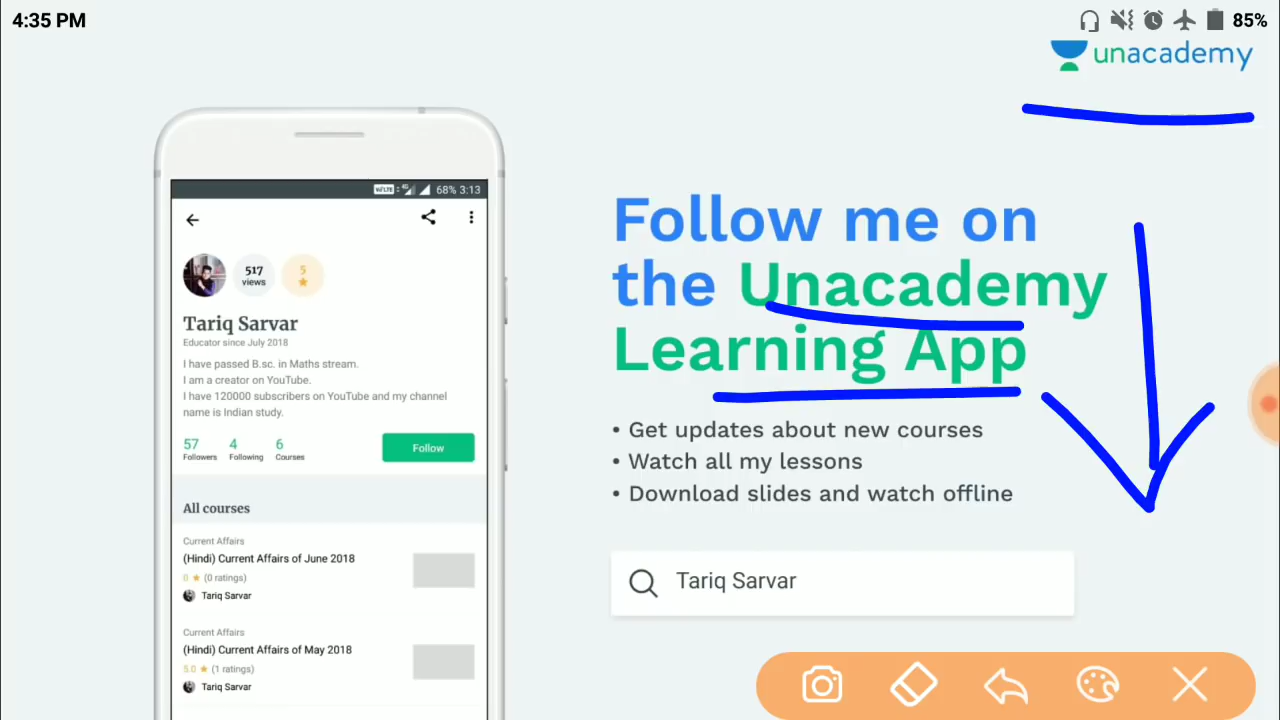 4:35 PM
85%
unacademy
VoLTE 4G 68% 3:13
517
views
5
Tariq Sarvar
Educator since July 2018
I have passed B.sc. in Maths stream.
I am a creator on YouTube.
I have 120000 subscribers on YouTube and my channel
name is Indian study.
57
Followers
4
Following
6
Courses
Follow
All courses
Current Affairs
(Hindi) Current Affairs of June 2018
0 ★ (0 ratings)
Tariq Sarvar
Current Affairs
(Hindi) Current Affairs of May 2018
5.0 ★ (1 ratings)
Tariq Sarvar
Follow me on
the Unacademy
Learning App
• Get updates about new courses
• Watch all my lessons
• Download slides and watch offline
Tariq Sarvar